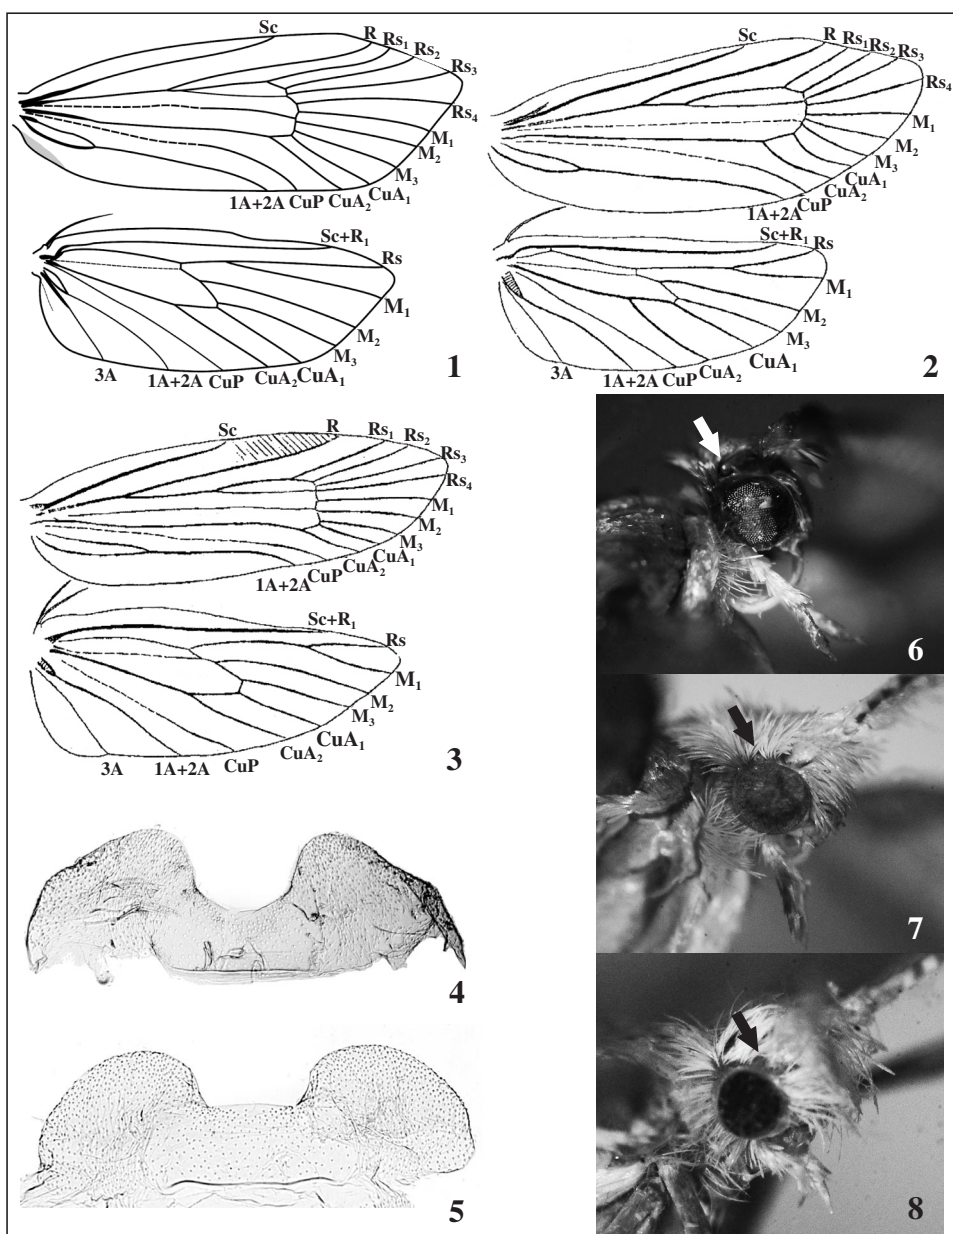 Sc R Rs1 Rs2 Rs3 Rs4 M1 M2 M3 CuA1 CuA2 CuP 1A+2A
Sc+R1 Rs M1 M2 M3 CuA1 CuA2 CuP 1A+2A 3A
1
Sc R Rs1 Rs2 Rs3 Rs4 M1 M2 M3 CuA1 CuA2 CuP 1A+2A
Sc+R1 Rs M1 M2 M3 CuA1 CuA2 CuP 1A+2A 3A
2
Sc R Rs1 Rs2 Rs3 Rs4 M1 M2 M3 CuA1 CuA2 CuP 1A+2A
Sc+R1 Rs M1 M2 M3 CuA1 CuA2 CuP 1A+2A 3A
3
4
5
6
7
8